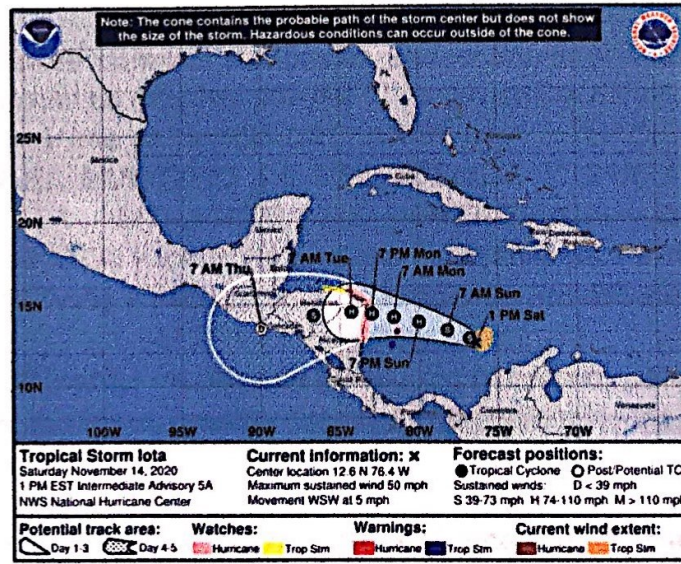 Note: The cone contains the probable path of the storm center but does not show
the size of the storm. Hazardous conditions can occur outside of the cone.
25N
Mexico
20N
Cuba
Mexico
7 PM Mon
7 AM Tue
7 AM Mon
7 AM Thu
7 AM Sun
15N
1 PM Sat
H H H H S S S D
7 PM Sun
10N
Venezuela
100W 95W 90W 85W 80W 75W 70W
Tropical Storm Iota
Saturday November 14, 2020
1 PM EST Intermediate Advisory 5A
NWS National Hurricane Center
Current information: x
Center location 12.6 N 76.4 W
Maximum sustained wind 50 mph
Movement WSW at 5 mph
Forecast positions:
Tropical Cyclone Post/Potential TC
Sustained winds: D < 39 mph
S 39-73 mph H 74-110 mph M > 110 mph
Potential track area:
Day 1-3 Day 4-5
Watches:
Hurricane Trop Stm
Warnings:
Hurricane Trop Stm
Current wind extent:
Hurricane Trop Stm